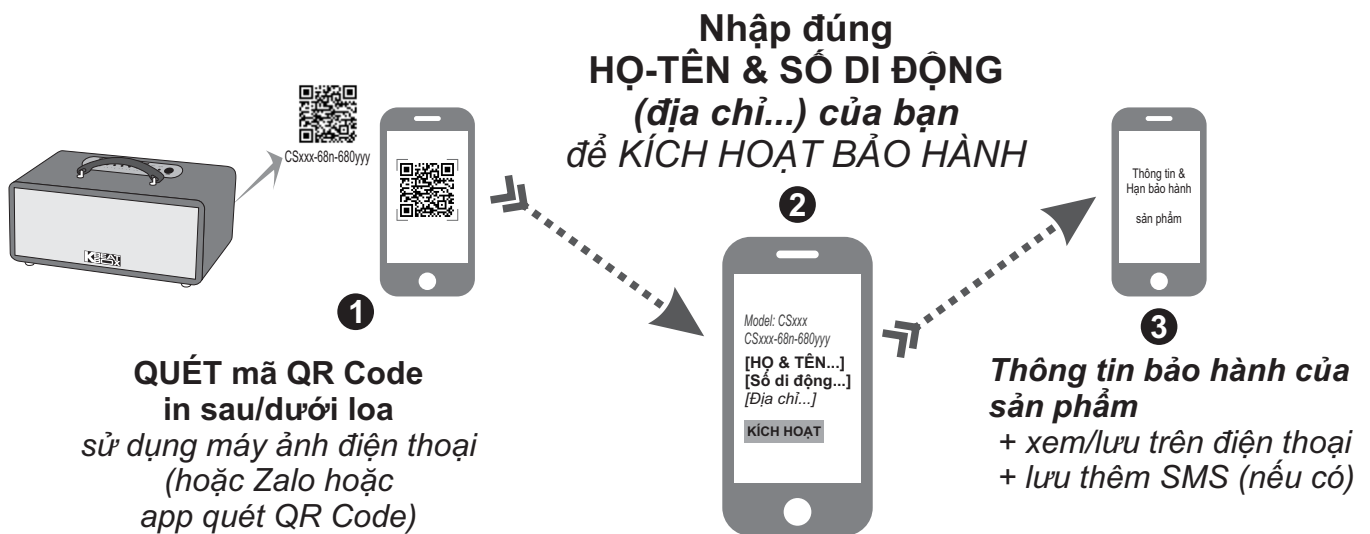 Nhập đúng
HỌ-TÊN & SỐ DI ĐỘNG
(địa chỉ...) của bạn
để KÍCH HOẠT BẢO HÀNH
CSxxx-68n-680yyy
KBEATBOX
1
QUÉT mã QR Code
in sau/dưới loa
sử dụng máy ảnh điện thoại
(hoặc Zalo hoặc
app quét QR Code)
2
Model: CSxxx
CSxxx-68n-680yyy
[HỌ & TÊN...]
[Số di động...]
[Địa chỉ...]
KÍCH HOẠT
Thông tin &
Hạn bảo hành
sản phẩm
3
Thông tin bảo hành của
sản phẩm
+ xem/lưu trên điện thoại
+ lưu thêm SMS (nếu có)